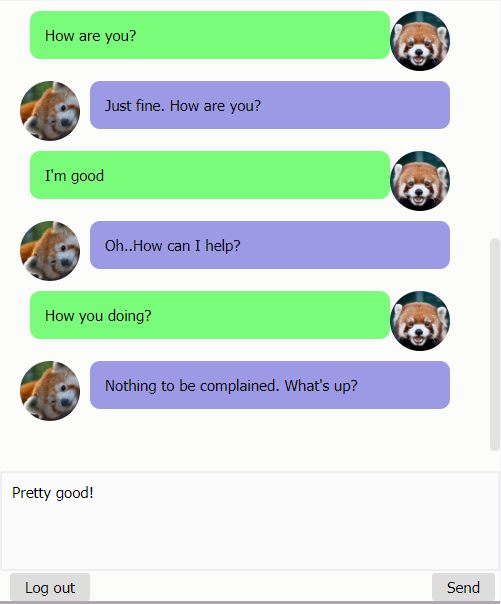 How are you?
Just fine. How are you?
I'm good
Oh..How can I help?
How you doing?
Nothing to be complained. What's up?
Pretty good!
Log out
Send